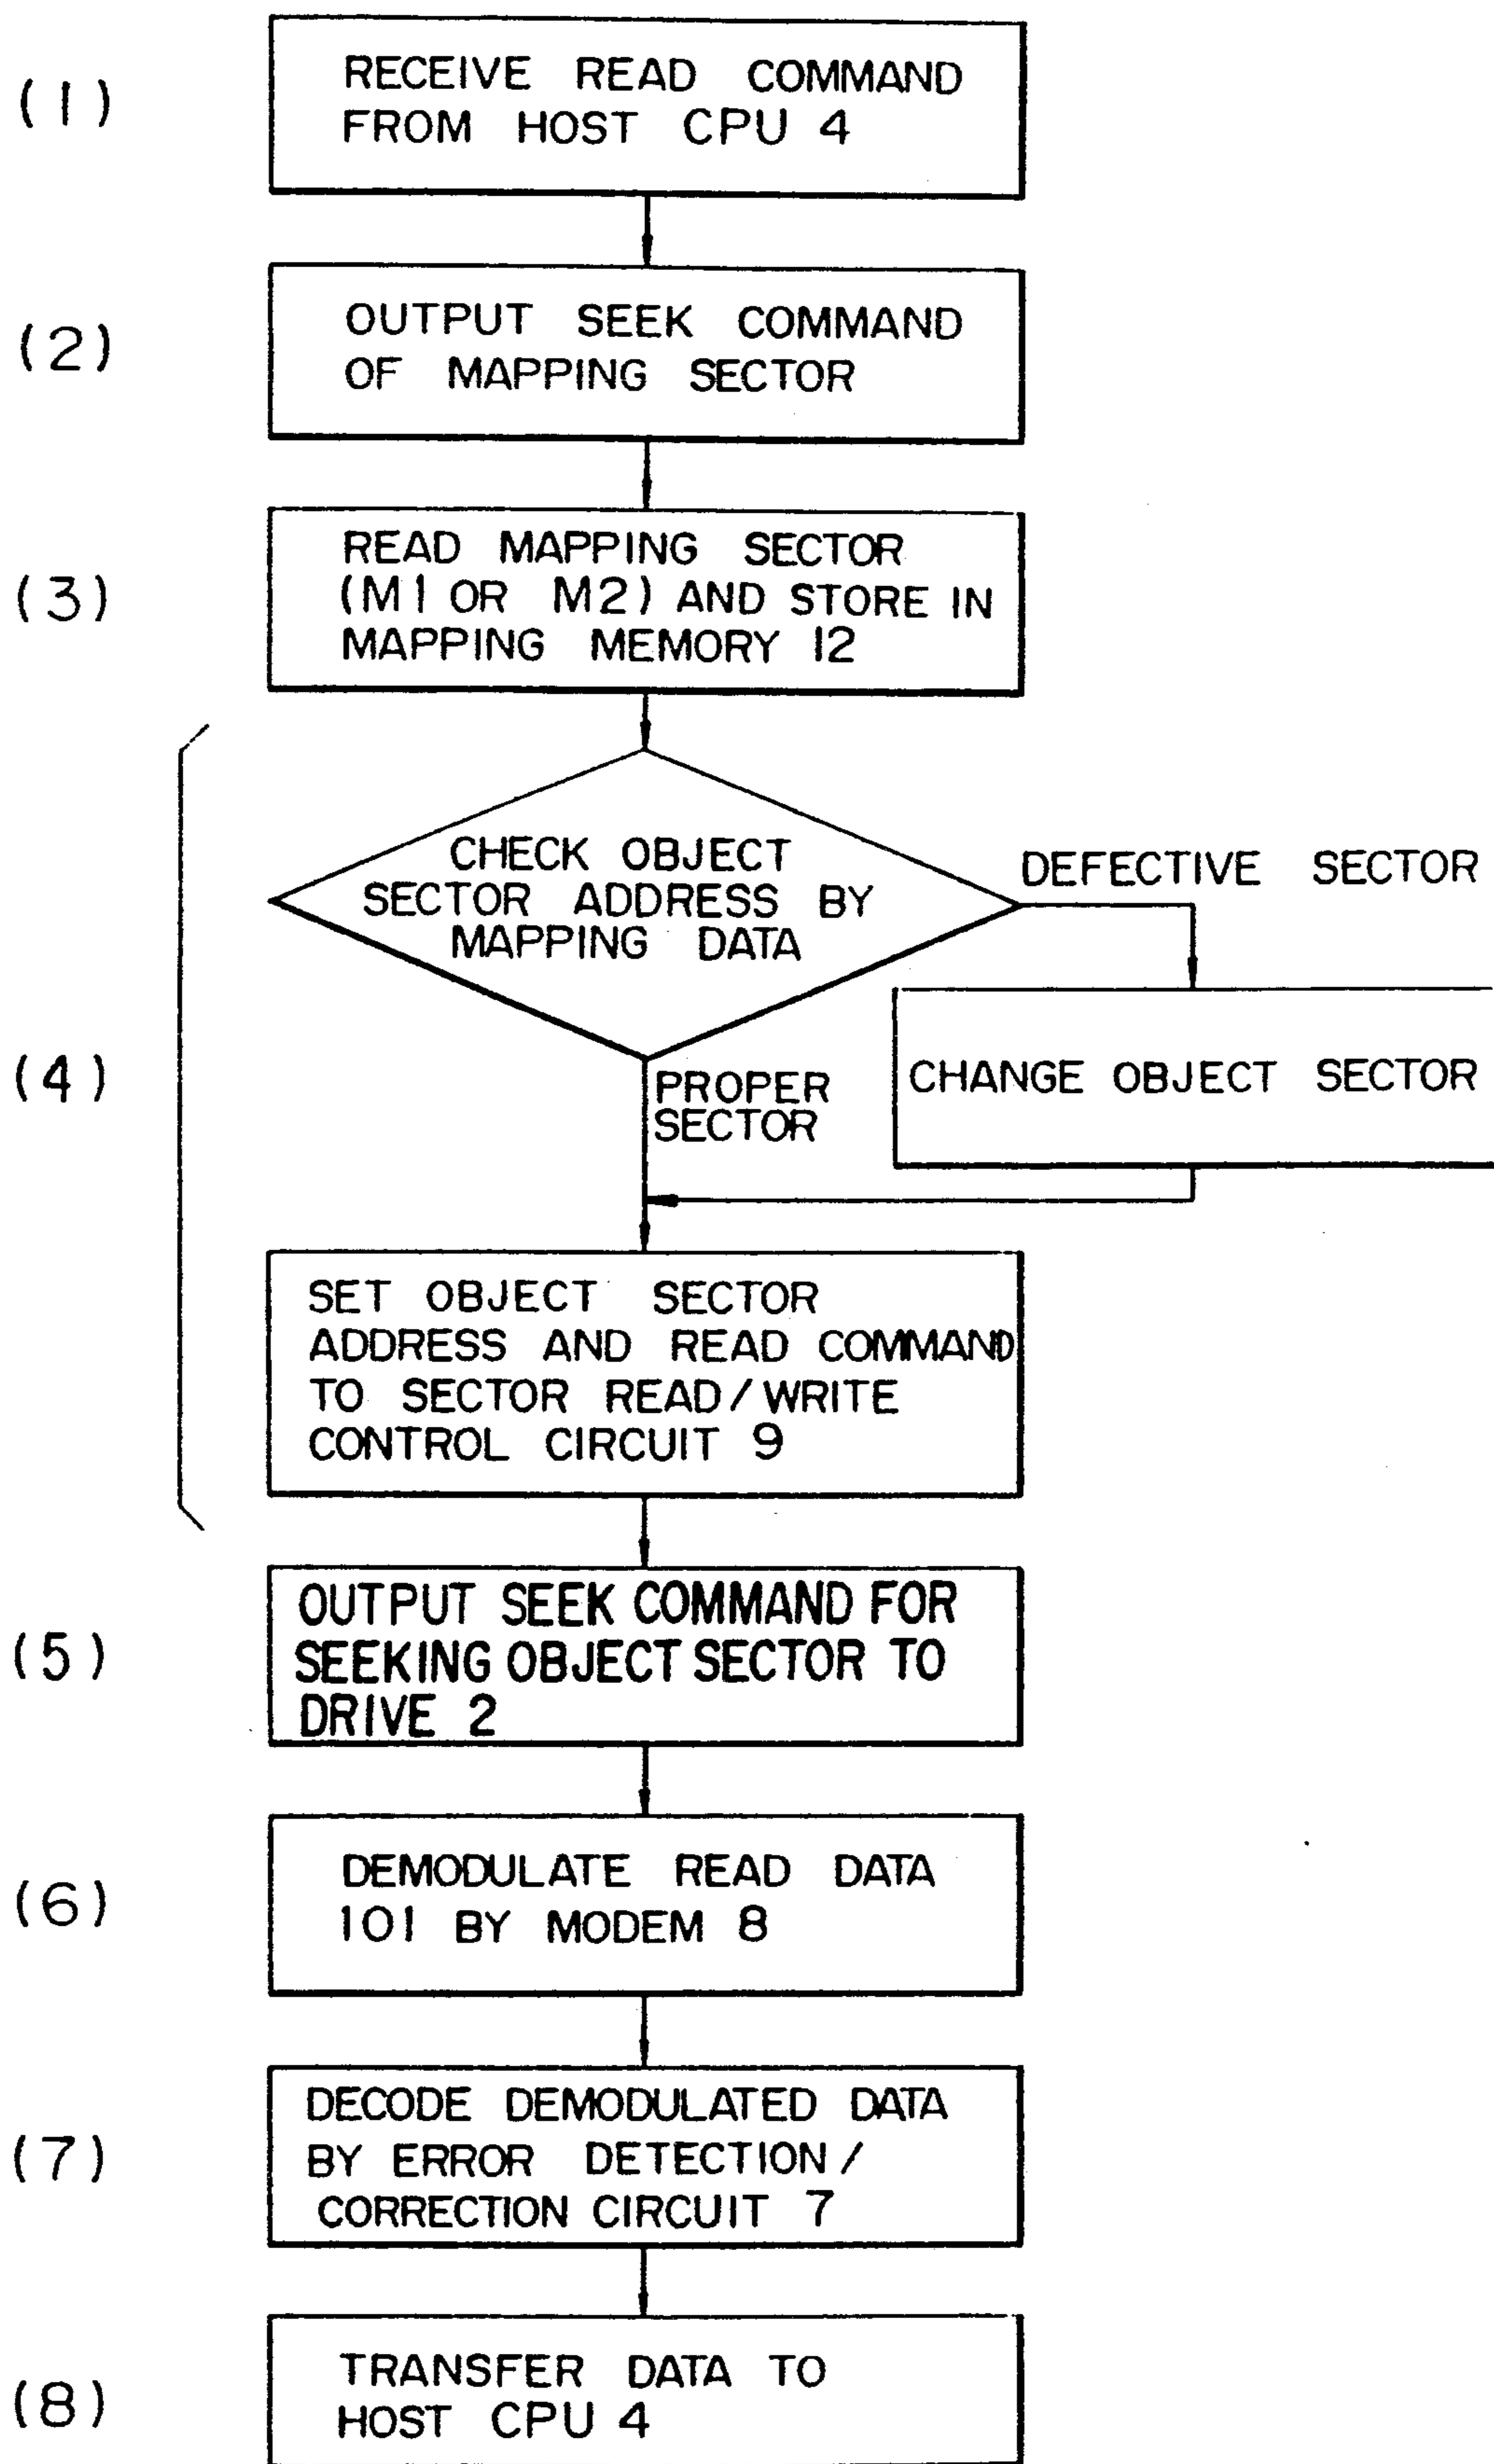 (1)
RECEIVE READ COMMAND
FROM HOST CPU 4
(2)
OUTPUT SEEK COMMAND
OF MAPPING SECTOR
(3)
READ MAPPING SECTOR
(M1 OR M2) AND STORE IN
MAPPING MEMORY 12
(4)
CHECK OBJECT
SECTOR ADDRESS BY
MAPPING DATA
DEFECTIVE SECTOR
CHANGE OBJECT SECTOR
PROPER
SECTOR
SET OBJECT SECTOR
ADDRESS AND READ COMMAND
TO SECTOR READ/WRITE
CONTROL CIRCUIT 9
(5)
OUTPUT SEEK COMMAND FOR
SEEKING OBJECT SECTOR TO
DRIVE 2
(6)
DEMODULATE READ DATA
101 BY MODEM 8
(7)
DECODE DEMODULATED DATA
BY ERROR DETECTION/
CORRECTION CIRCUIT 7
(8)
TRANSFER DATA TO
HOST CPU 4